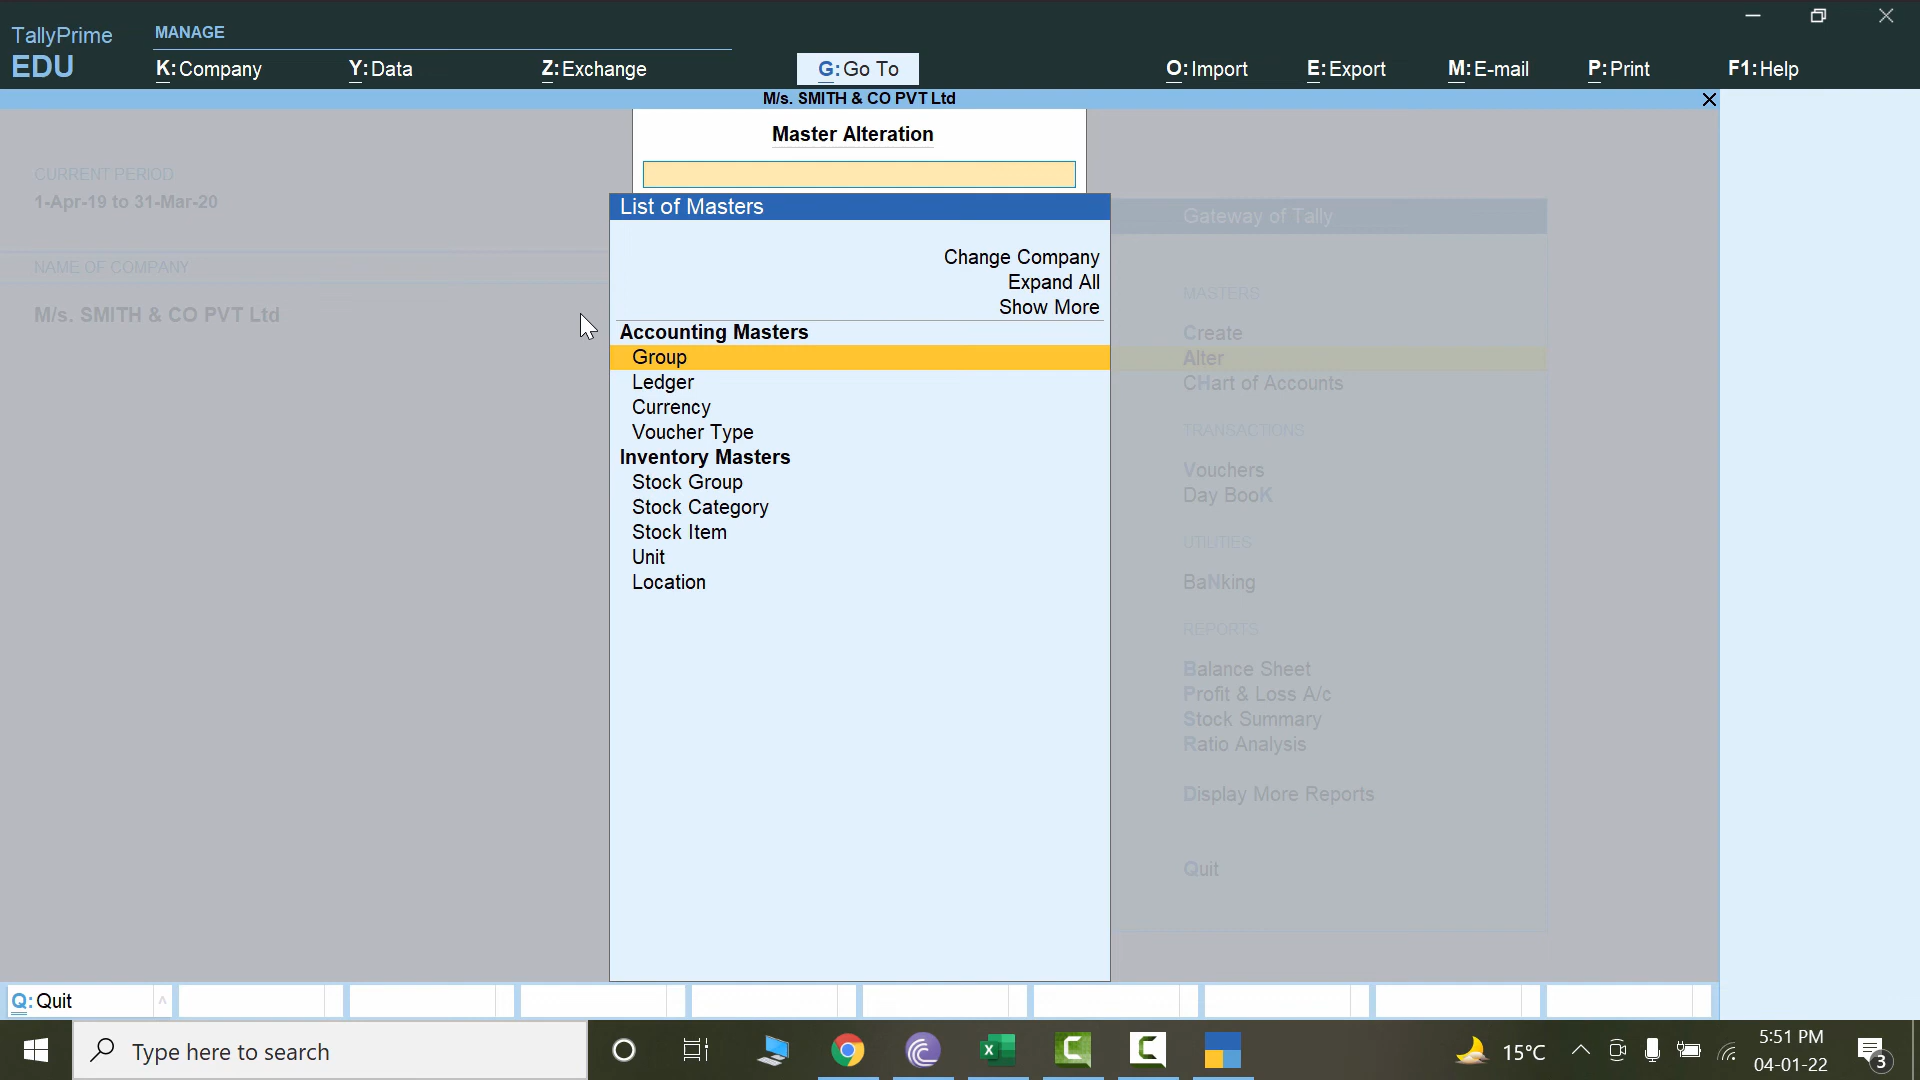 TallyPrime
EDU
MANAGE
K:Company
Y:Data
Z:Exchange
G:Go To
O:Import
E:Export
M:E-mail
P:Print
F1:Help
M/s. SMITH & CO PVT Ltd
CURRENT PERIOD
1-Apr-19 to 31-Mar-20
NAME OF COMPANY
M/s. SMITH & CO PVT Ltd
Master Alteration
List of Masters
Change Company
Expand All
Show More
Accounting Masters
Group
Ledger
Currency
Voucher Type
Inventory Masters
Stock Group
Stock Category
Stock Item
Unit
Location
Gateway of Tally
MASTERS
Create
Alter
CHart of Accounts
TRANSACTIONS
Vouchers
Day BooK
UTILITIES
BaNking
REPORTS
Balance Sheet
Profit & Loss A/c
Stock Summary
Ratio Analysis
Display More Reports
Quit
Q:Quit
Type here to search
15°C
5:51 PM
04-01-22
3